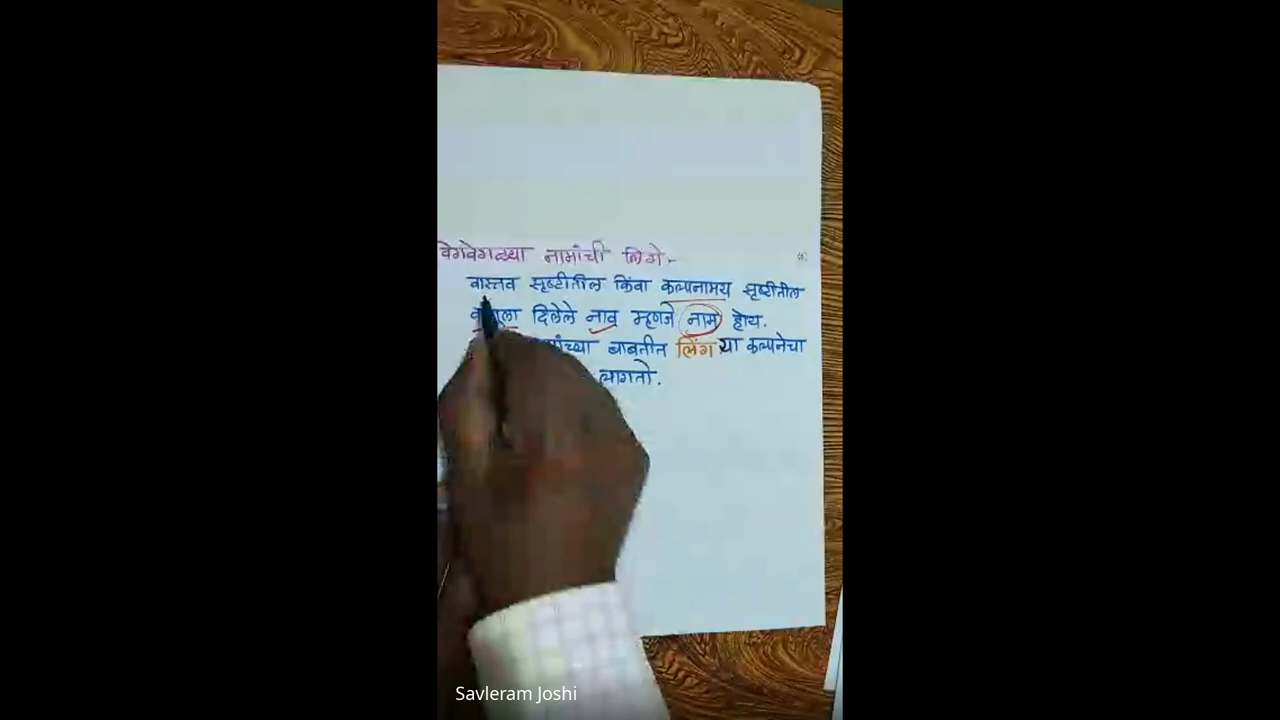 वेगवेगळ्या नामांची लिंगे -
वास्तव सृष्टीतील किंवा कल्पनामय सृष्टीतील
दिलेले नाव म्हणजे नाम होय.
बाबतीत लिंग या कल्पनेचा
लागतो.
Savleram Joshi